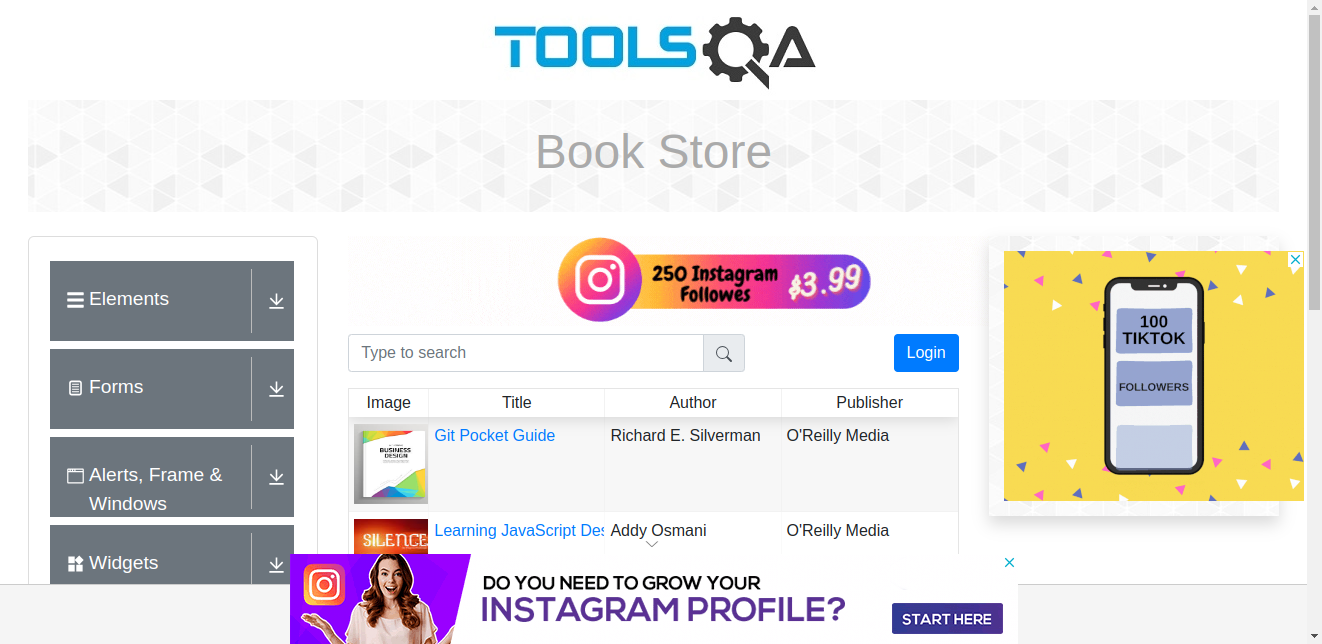 TOOLSQA
Book Store
Elements
Forms
Alerts, Frame &
Windows
Widgets
250 Instagram
Followes
$3.99
Type to search
Login
Image Title Author Publisher
BUSINESS
DESIGN
Git Pocket Guide Richard E. Silverman O'Reilly Media
SILENCE
Learning JavaScript Des Addy Osmani O'Reilly Media
100
TIKTOK
FOLLOWERS
DO YOU NEED TO GROW YOUR
INSTAGRAM PROFILE?
START HERE